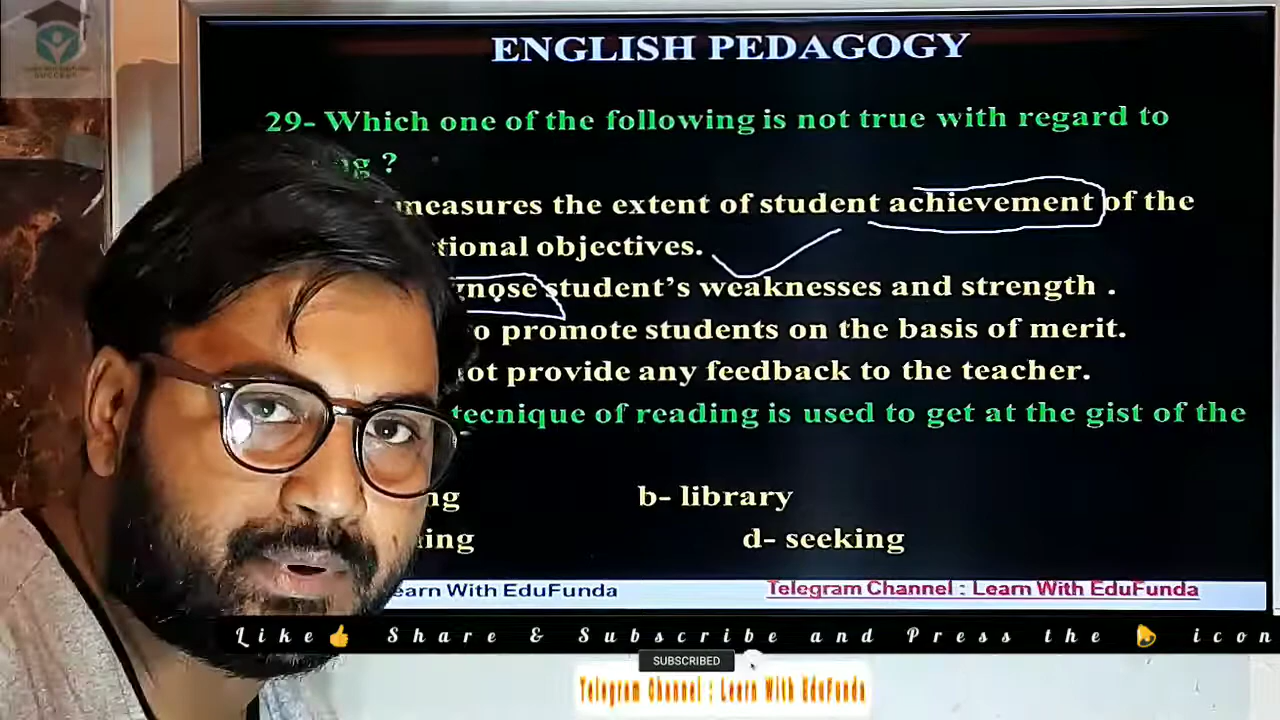 ENGLISH PEDAGOGY
29- Which one of the following is not true with regard to
?
measures the extent of student achievement of the
objectives.
student's weaknesses and strength .
promote students on the basis of merit.
provide any feedback to the teacher.
tecnique of reading is used to get at the gist of the
b- library
d- seeking
With EduFunda
Telegram Channel : Learn With EduFunda
Like 👍 Share & Subscribe and Press the 🔔 icon
SUBSCRIBED
Telegram Channel : Learn With EduFunda